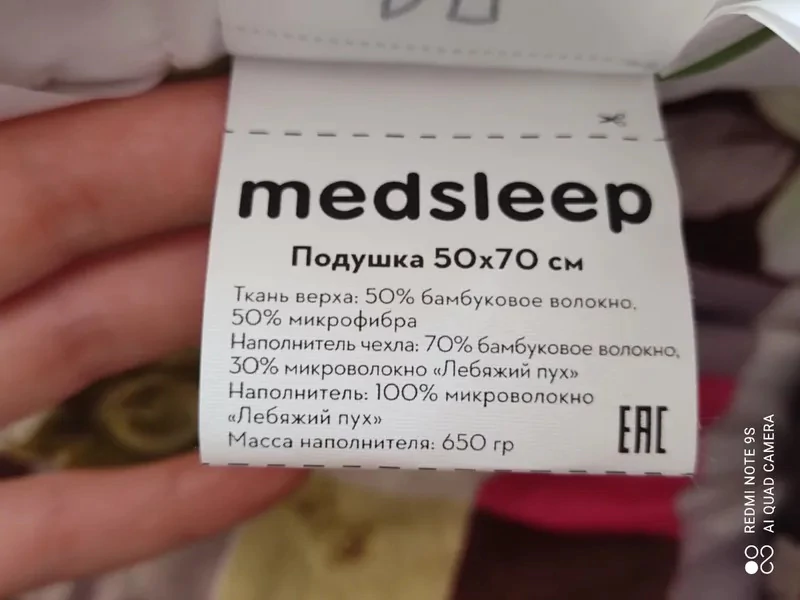 medsleep
Подушка 50х70 см
Ткань верха: 50% бамбуковое волокно,
50% микрофибра
Наполнитель чехла: 70% бамбуковое волокно,
30% микроволокно «Лебяжий пух»
Наполнитель: 100% микроволокно
«Лебяжий пух»
Масса наполнителя: 650 гр
EAC
REDMI NOTE 9S
AI QUAD CAMERA